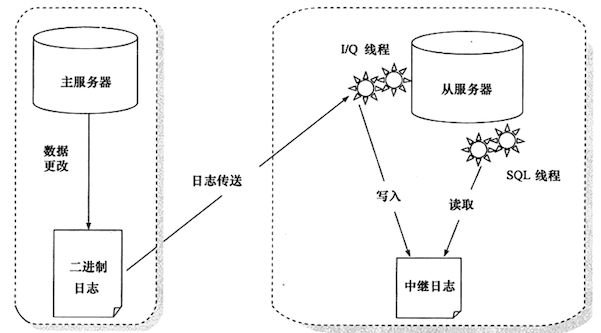 主服务器
数据
更改
二进制
日志
日志传送
I/Q 线程
从服务器
SQL 线程
写入
读取
中继日志